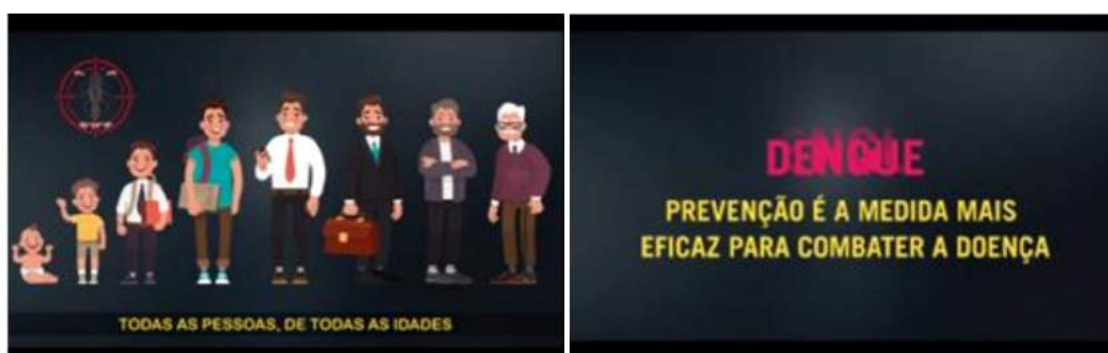 TODAS AS PESSOAS, DE TODAS AS IDADES
DENGUE
PREVENÇÃO É A MEDIDA MAIS
EFICAZ PARA COMBATER A DOENÇA